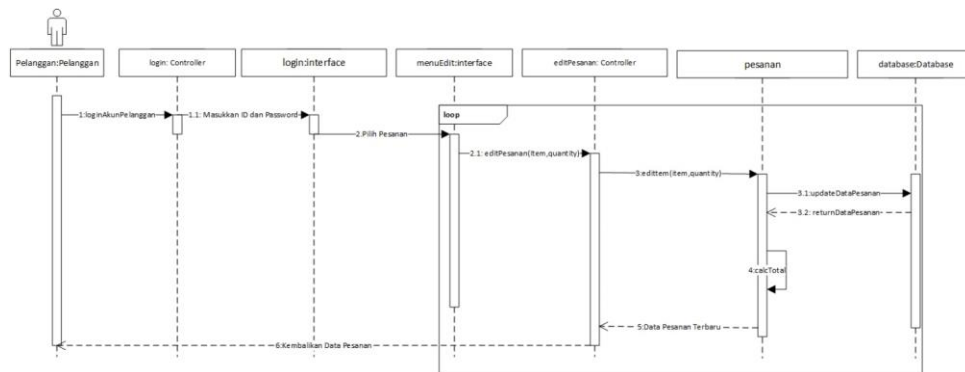 Pelanggan:Pelanggan
login: Controller
login:interface
menuEdit:interface
editPesanan: Controller
pesanan
database:Database
loop
1:loginAkunPelanggan
1.1: Masukkan ID dan Password
2.Pilih Pesanan
2.1: editPesanan(item,quantity)
3:editItem(item,quantity)
3.1:updateDataPesanan
3.2: returnDataPesanan
4:calcTotal
5:Data Pesanan Terbaru
6:Kembalikan Data Pesanan